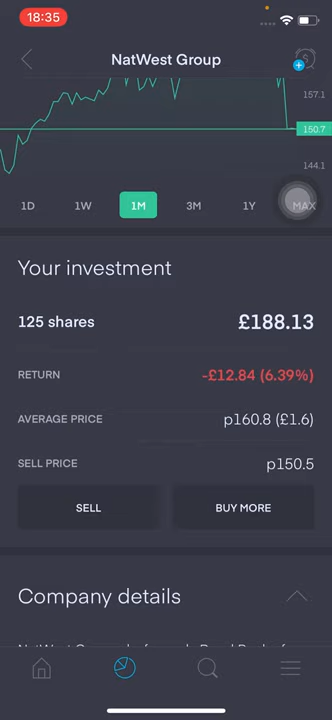 18:35
NatWest Group
157.1
150.7
144.1
1D 1W 1M 3M 1Y MAX
Your investment
125 shares £188.13
RETURN -£12.84 (6.39%)
AVERAGE PRICE p160.8 (£1.6)
SELL PRICE p150.5
SELL BUY MORE
Company details